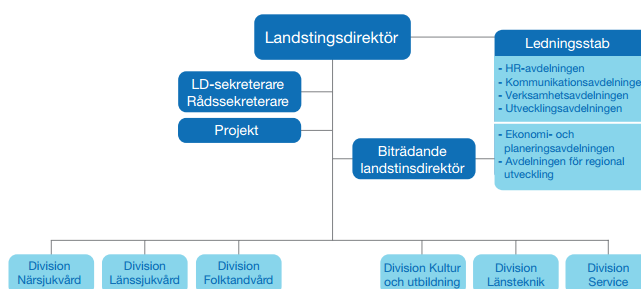 Landstingsdirektör
Ledningsstab
- HR-avdelningen
- Kommunikationsavdelninge
- Verksamhetsavdelningen
- Utvecklingsavdelningen
LD-sekreterare
Rådssekreterare
Projekt
- Ekonomi- och
planeringsavdelningen
- Avdelningen för regional
utveckling
Biträdande
landstinsdirektör
Division
Närsjukvård
Division
Länssjukvård
Division
Folktandvård
Division Kultur
och utbildning
Division
Länsteknik
Division
Service